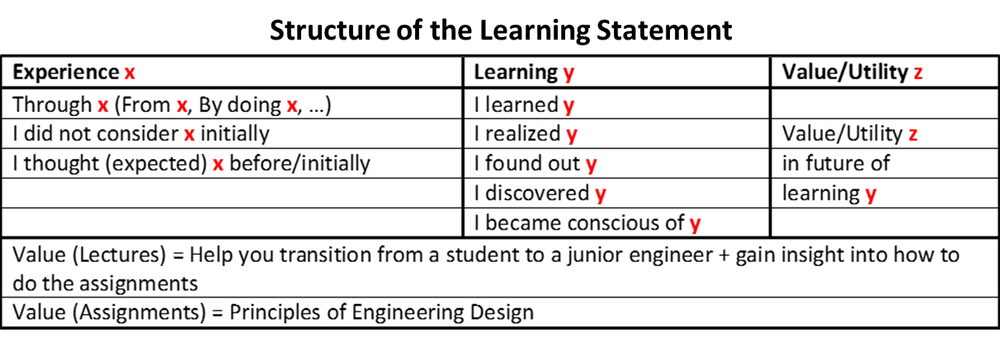 Structure of the Learning Statement
Experience x Learning y Value/Utility z
Through x (From x, By doing x, ...) I learned y
I did not consider x initially I realized y Value/Utility z
I thought (expected) x before/initially I found out y in future of
I discovered y learning y
I became conscious of y
Value (Lectures) = Help you transition from a student to a junior engineer + gain insight into how to
do the assignments
Value (Assignments) = Principles of Engineering Design